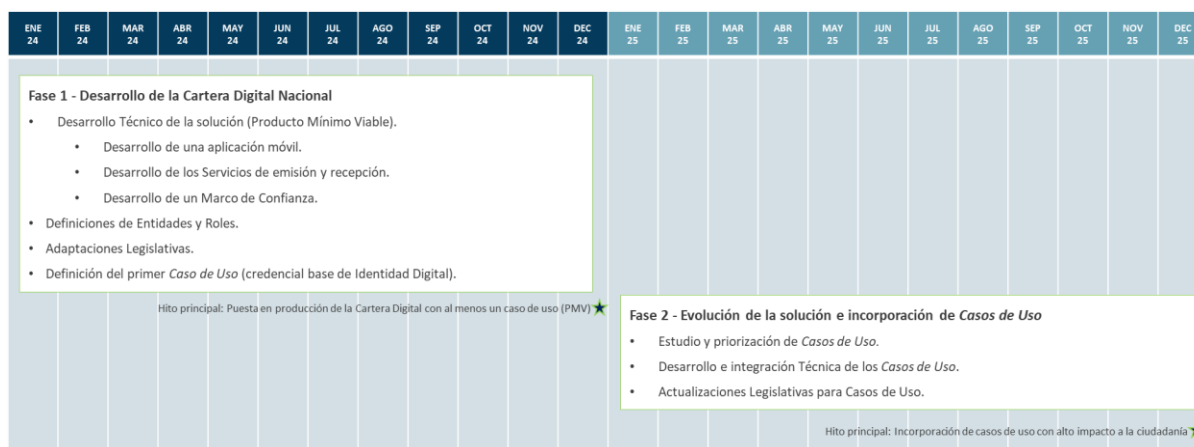 ENE FEB MAR ABR MAY JUN JUL AGO SEP OCT NOV DEC ENE FEB MAR ABR MAY JUN JUL AGO SEP OCT NOV DEC
24 24 24 24 24 24 24 24 24 24 24 24 25 25 25 25 25 25 25 25 25 25 25 25
Fase 1 - Desarrollo de la Cartera Digital Nacional
• Desarrollo Técnico de la solución (Producto Mínimo Viable).
• Desarrollo de una aplicación móvil.
• Desarrollo de los Servicios de emisión y recepción.
• Desarrollo de un Marco de Confianza.
• Definiciones de Entidades y Roles.
• Adaptaciones Legislativas.
• Definición del primer Caso de Uso (credencial base de Identidad Digital).
Hito principal: Puesta en producción de la Cartera Digital con al menos un caso de uso (PMV)
Fase 2 - Evolución de la solución e incorporación de Casos de Uso
• Estudio y priorización de Casos de Uso.
• Desarrollo e integración Técnica de los Casos de Uso.
• Actualizaciones Legislativas para Casos de Uso.
Hito principal: Incorporación de casos de uso con alto impacto a la ciudadanía